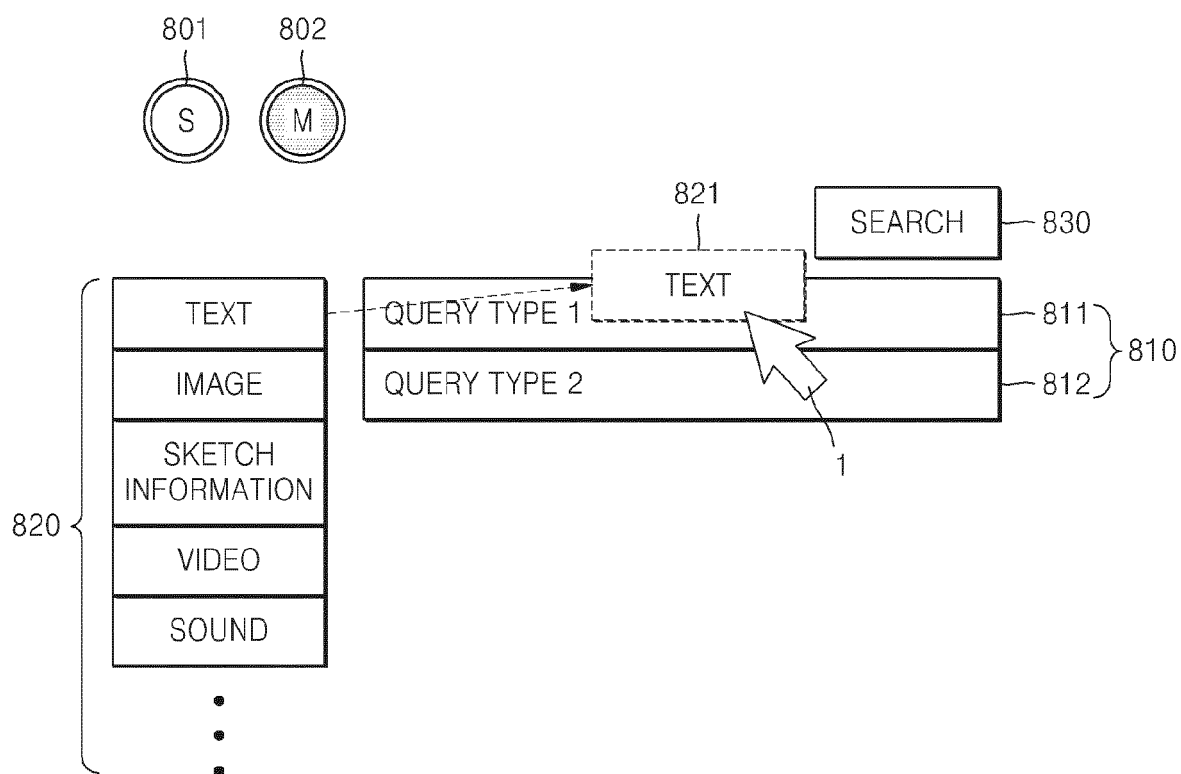 801 802
S M
821
SEARCH 830
TEXT
TEXT QUERY TYPE 1 811
810
IMAGE QUERY TYPE 2 812
1
SKETCH
INFORMATION
820
VIDEO
SOUND